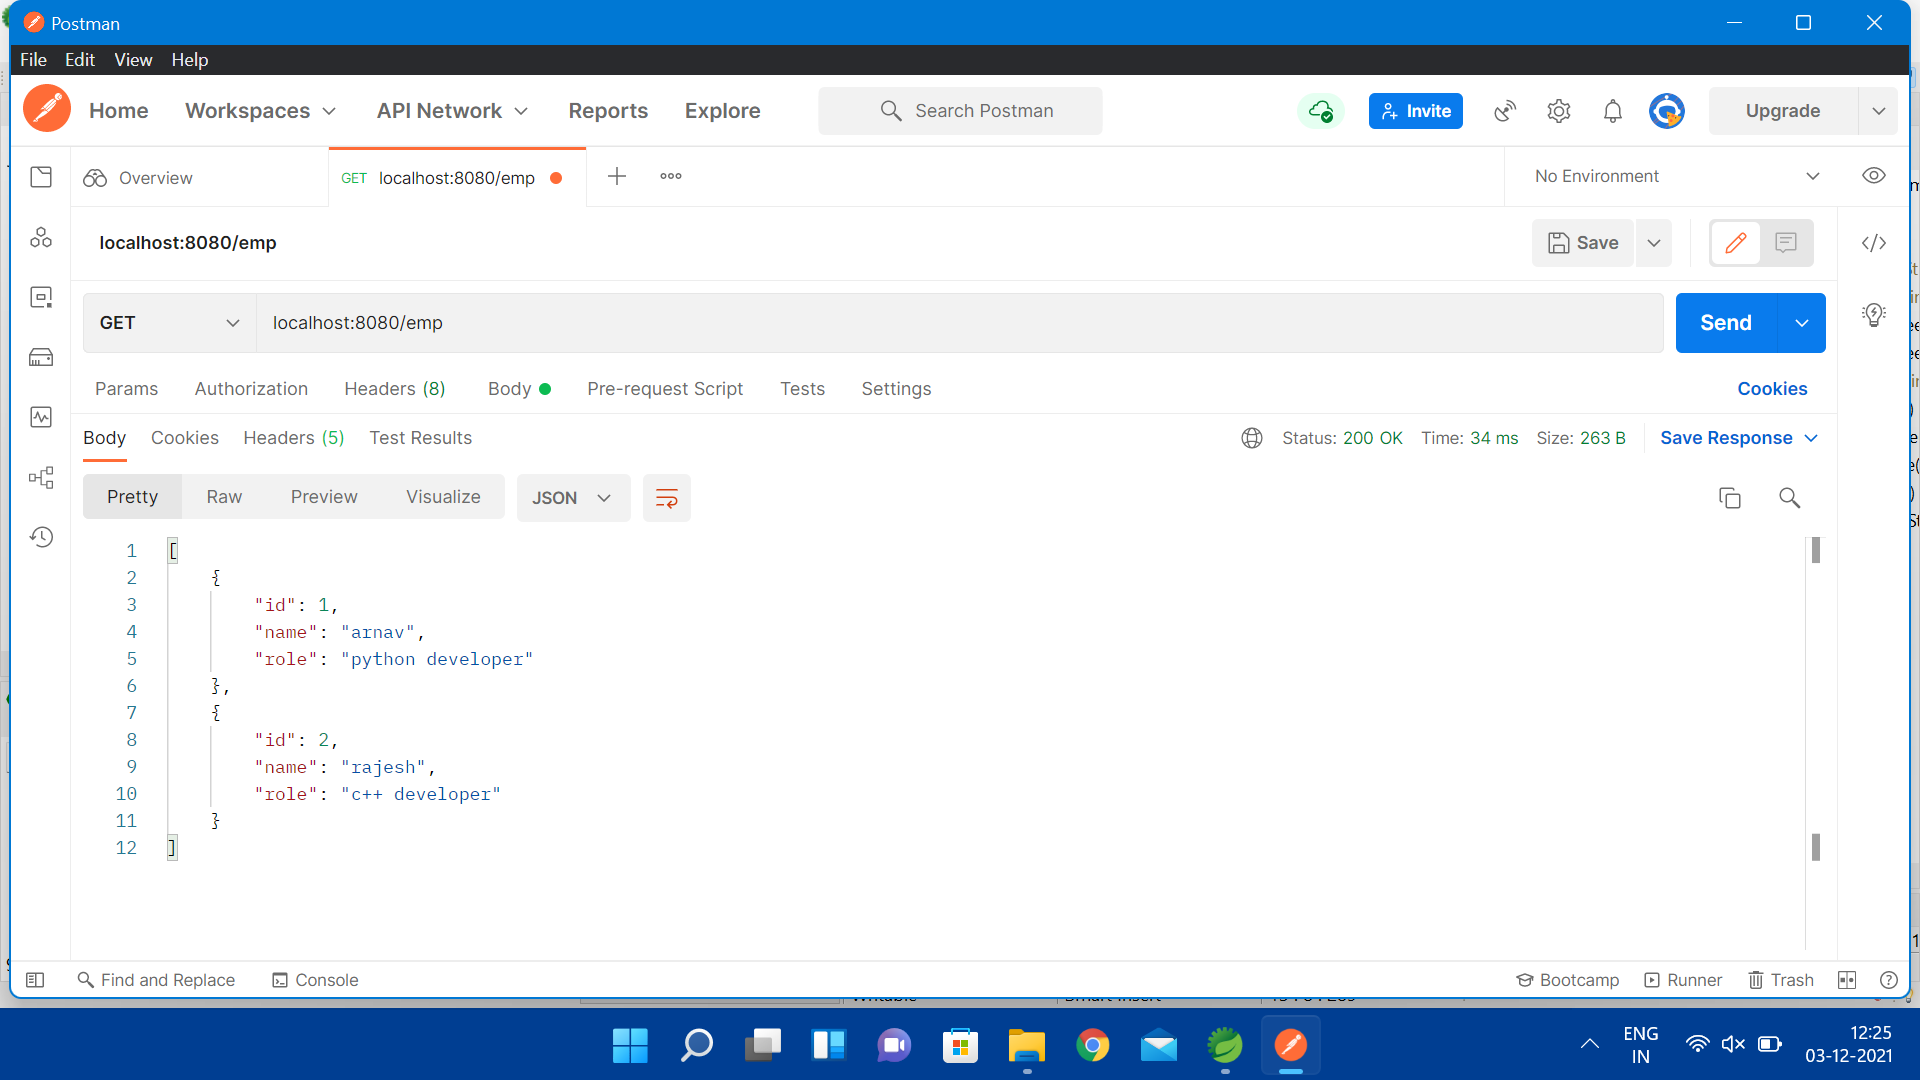 Postman
File Edit View Help
Home Workspaces API Network Reports Explore Search Postman Invite Upgrade
Overview GET localhost:8080/emp No Environment
localhost:8080/emp Save
GET localhost:8080/emp Send
Params Authorization Headers (8) Body Pre-request Script Tests Settings Cookies
Body Cookies Headers (5) Test Results Status: 200 OK Time: 34 ms Size: 263 B Save Response
Pretty Raw Preview Visualize JSON
1 [
2 {
3 "id": 1,
4 "name": "arnav",
5 "role": "python developer"
6 },
7 {
8 "id": 2,
9 "name": "rajesh",
10 "role": "c++ developer"
11 }
12 ]
Find and Replace Console Bootcamp Runner Trash
ENG 12:25
IN 03-12-2021